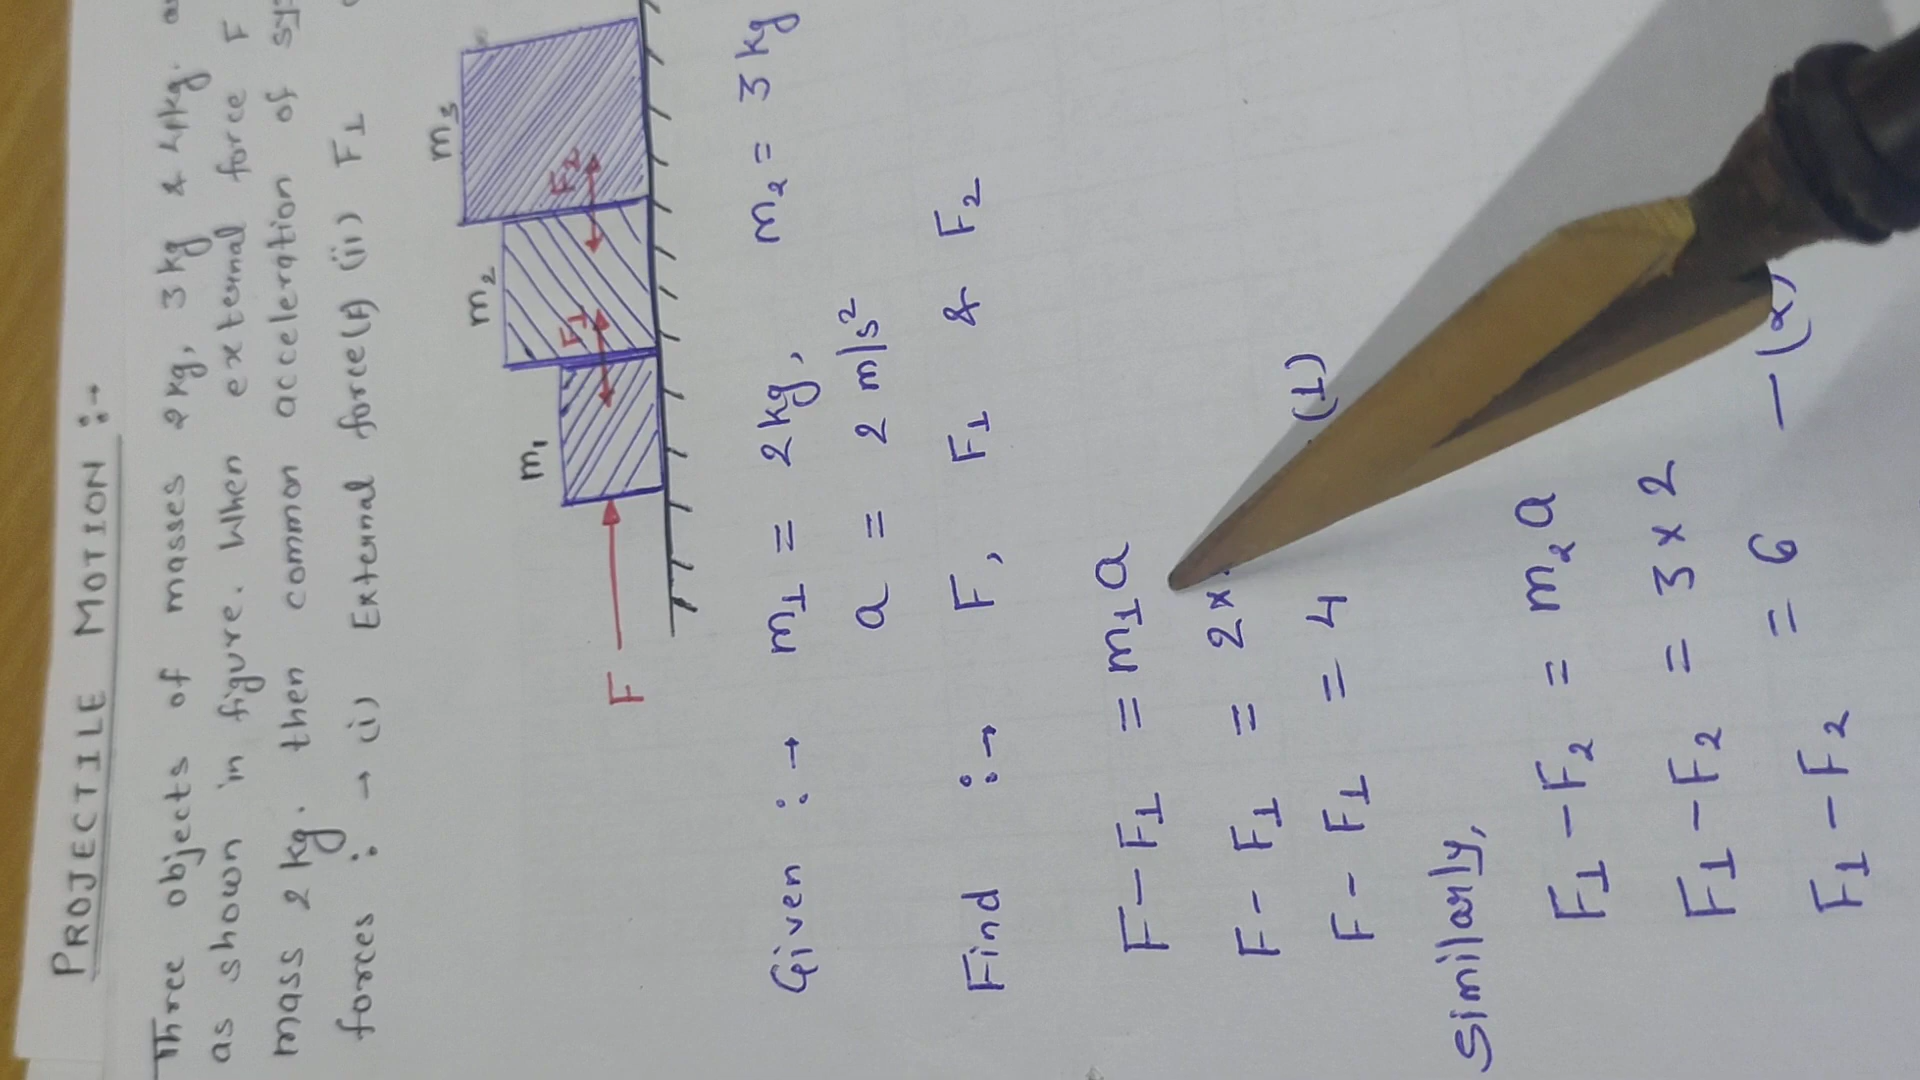 PROJECTILE MOTION :→
Three objects of masses 2kg, 3kg & 4kg.
as shown in figure. When external force F
mass 2kg. then common acceleration of
forces :→ (i) External force(F) (ii) F1
m1
m2
m3
F
F1
F2
Given :→ m1 = 2kg, m2 = 3kg
a = 2 m/s²
Find :→ F, F1 & F2
F-F1 = m1a
F-F1 = 2×
F-F1 = 4 (1)
Similarly,
F1-F2 = m2a
F1-F2 = 3×2
F1-F2 = 6 -(2)